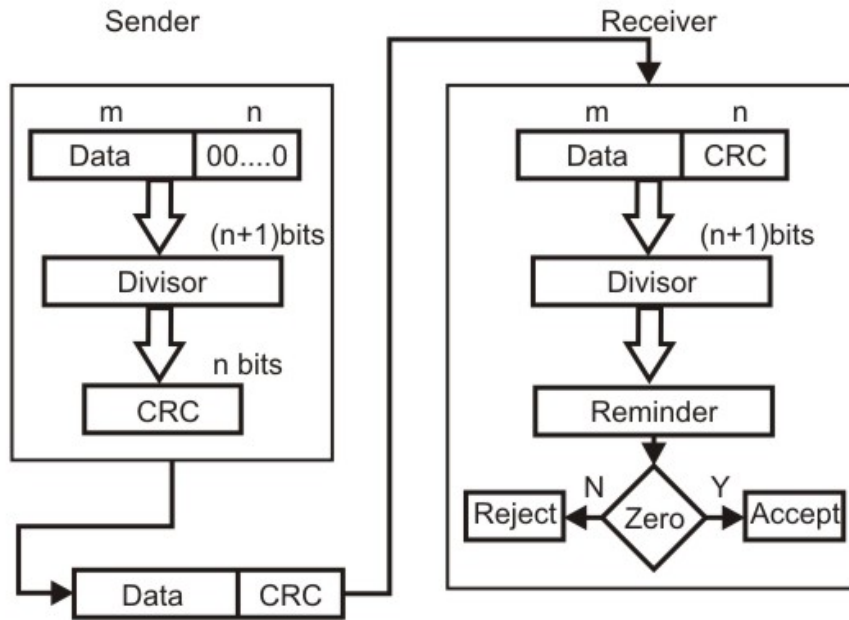 Sender
m n
Data 00....0
(n+1)bits
Divisor
n bits
CRC
Data CRC
Receiver
m n
Data CRC
(n+1)bits
Divisor
Reminder
N Y
Reject Zero Accept